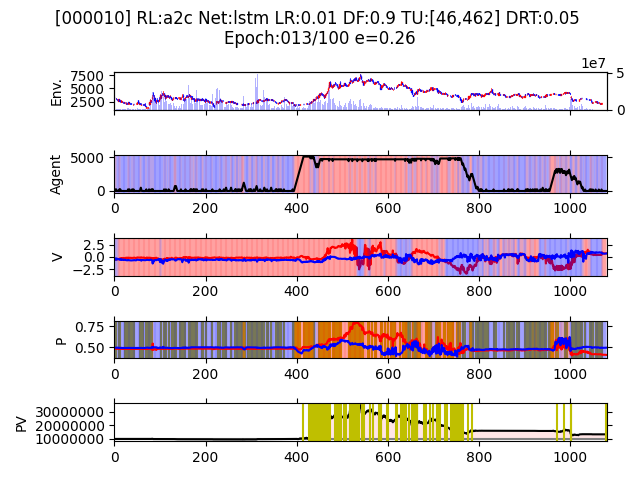 [000010] RL:a2c Net:lstm LR:0.01 DF:0.9 TU:[46,462] DRT:0.05
Epoch:013/100 e=0.26
1e7
Env.
7500
5000
2500
5
0
Agent
5000
0
0 200 400 600 800 1000
V
2.5
0.0
−2.5
0 200 400 600 800 1000
P
0.75
0.50
0 200 400 600 800 1000
PV
30000000
20000000
10000000
0 200 400 600 800 1000